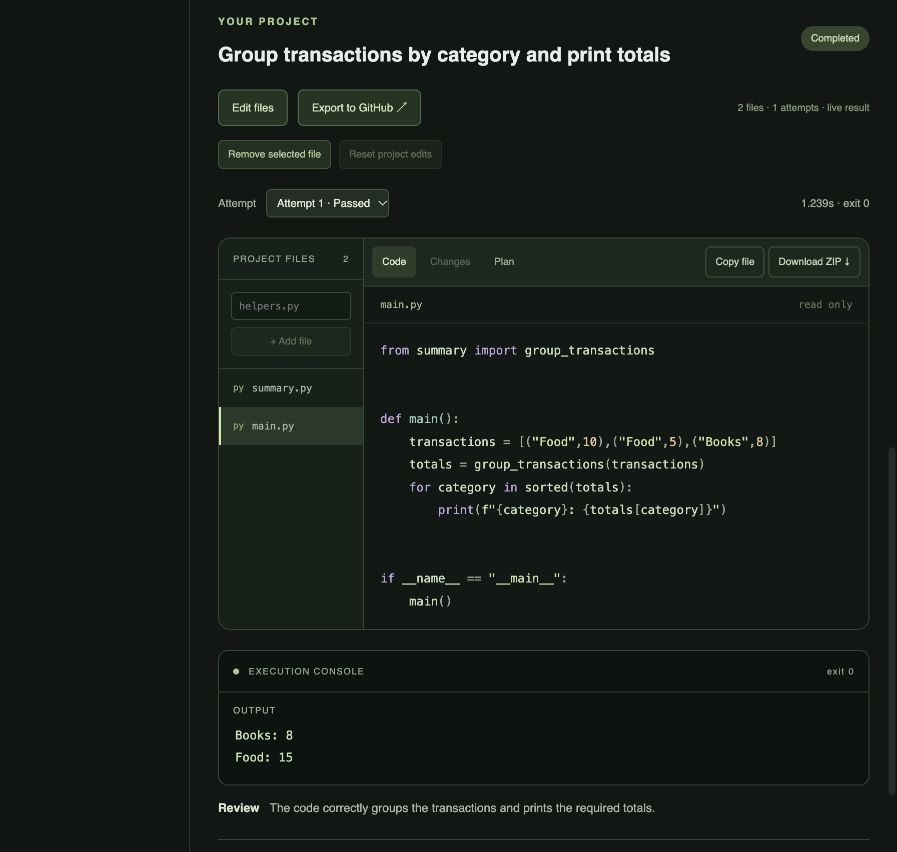 YOUR PROJECT
Group transactions by category and print totals
Completed
Edit files
Export to GitHub ↗
2 files · 1 attempts · live result
Remove selected file
Reset project edits
Attempt
Attempt 1 · Passed
1.239s · exit 0
PROJECT FILES 2
Code
Changes
Plan
Copy file
Download ZIP ↓
helpers.py
+ Add file
py summary.py
py main.py
main.py
read only
from summary import group_transactions
def main():
    transactions = [("Food",10),("Food",5),("Books",8)]
    totals = group_transactions(transactions)
    for category in sorted(totals):
        print(f"{category}: {totals[category]}")
if __name__ == "__main__":
    main()
EXECUTION CONSOLE
exit 0
OUTPUT
Books: 8
Food: 15
Review The code correctly groups the transactions and prints the required totals.